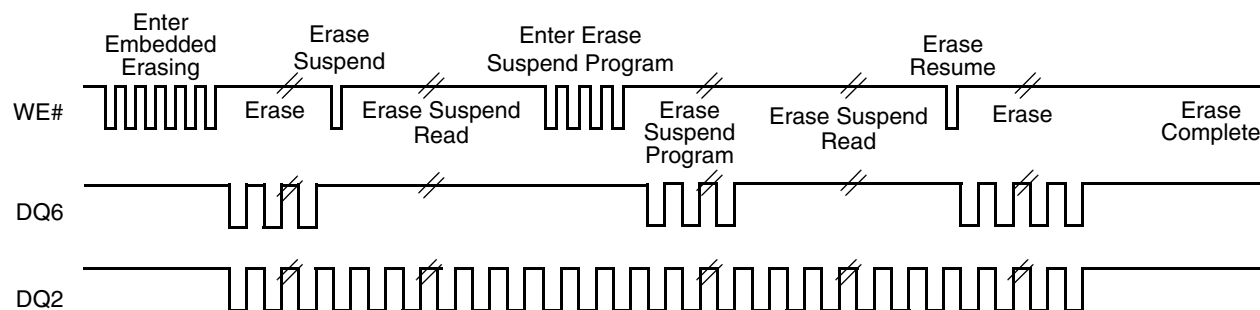 Enter
Embedded
Erasing
Erase
Suspend
Enter Erase
Suspend Program
Erase
Resume
WE#
Erase
Erase Suspend
Read
Erase
Suspend
Program
Erase Suspend
Read
Erase
Erase
Complete
DQ6
DQ2